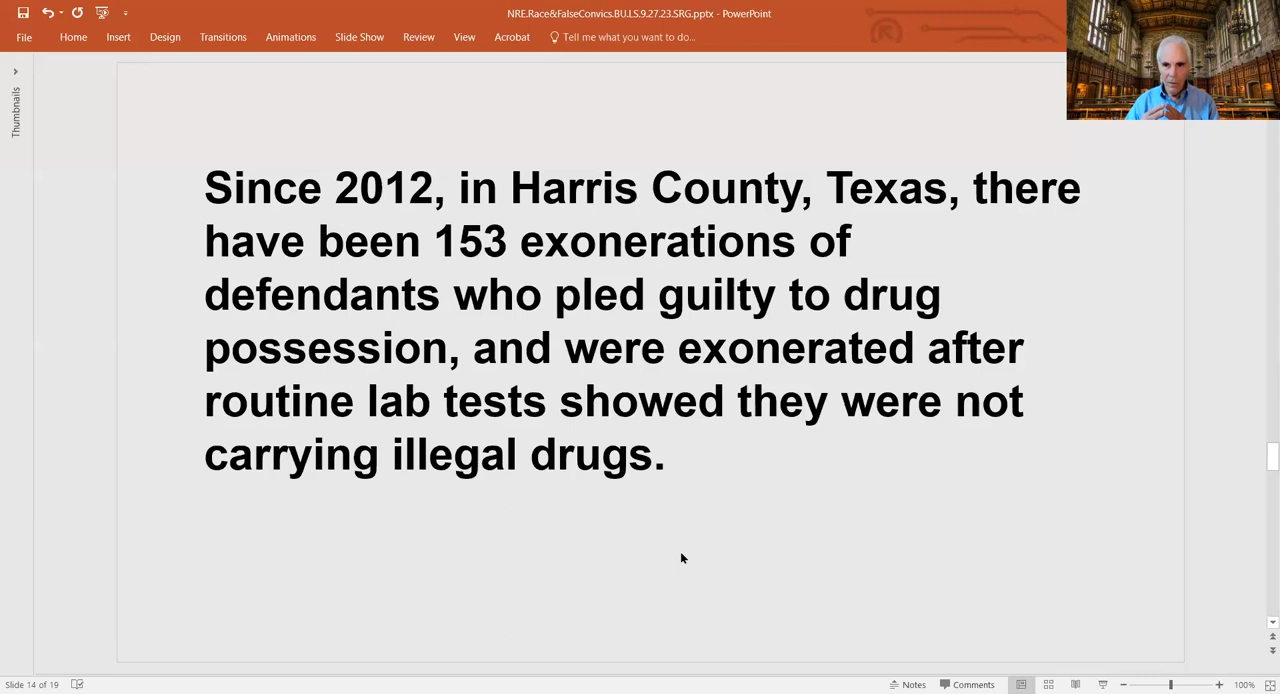 NRE.Race&FalseConvics.BU.LS.9.27.23.SRG.pptx - PowerPoint
File Home Insert Design Transitions Animations Slide Show Review View Acrobat Tell me what you want to do...
Thumbnails
Since 2012, in Harris County, Texas, there
have been 153 exonerations of
defendants who pled guilty to drug
possession, and were exonerated after
routine lab tests showed they were not
carrying illegal drugs.
Slide 14 of 19 Notes Comments 100%